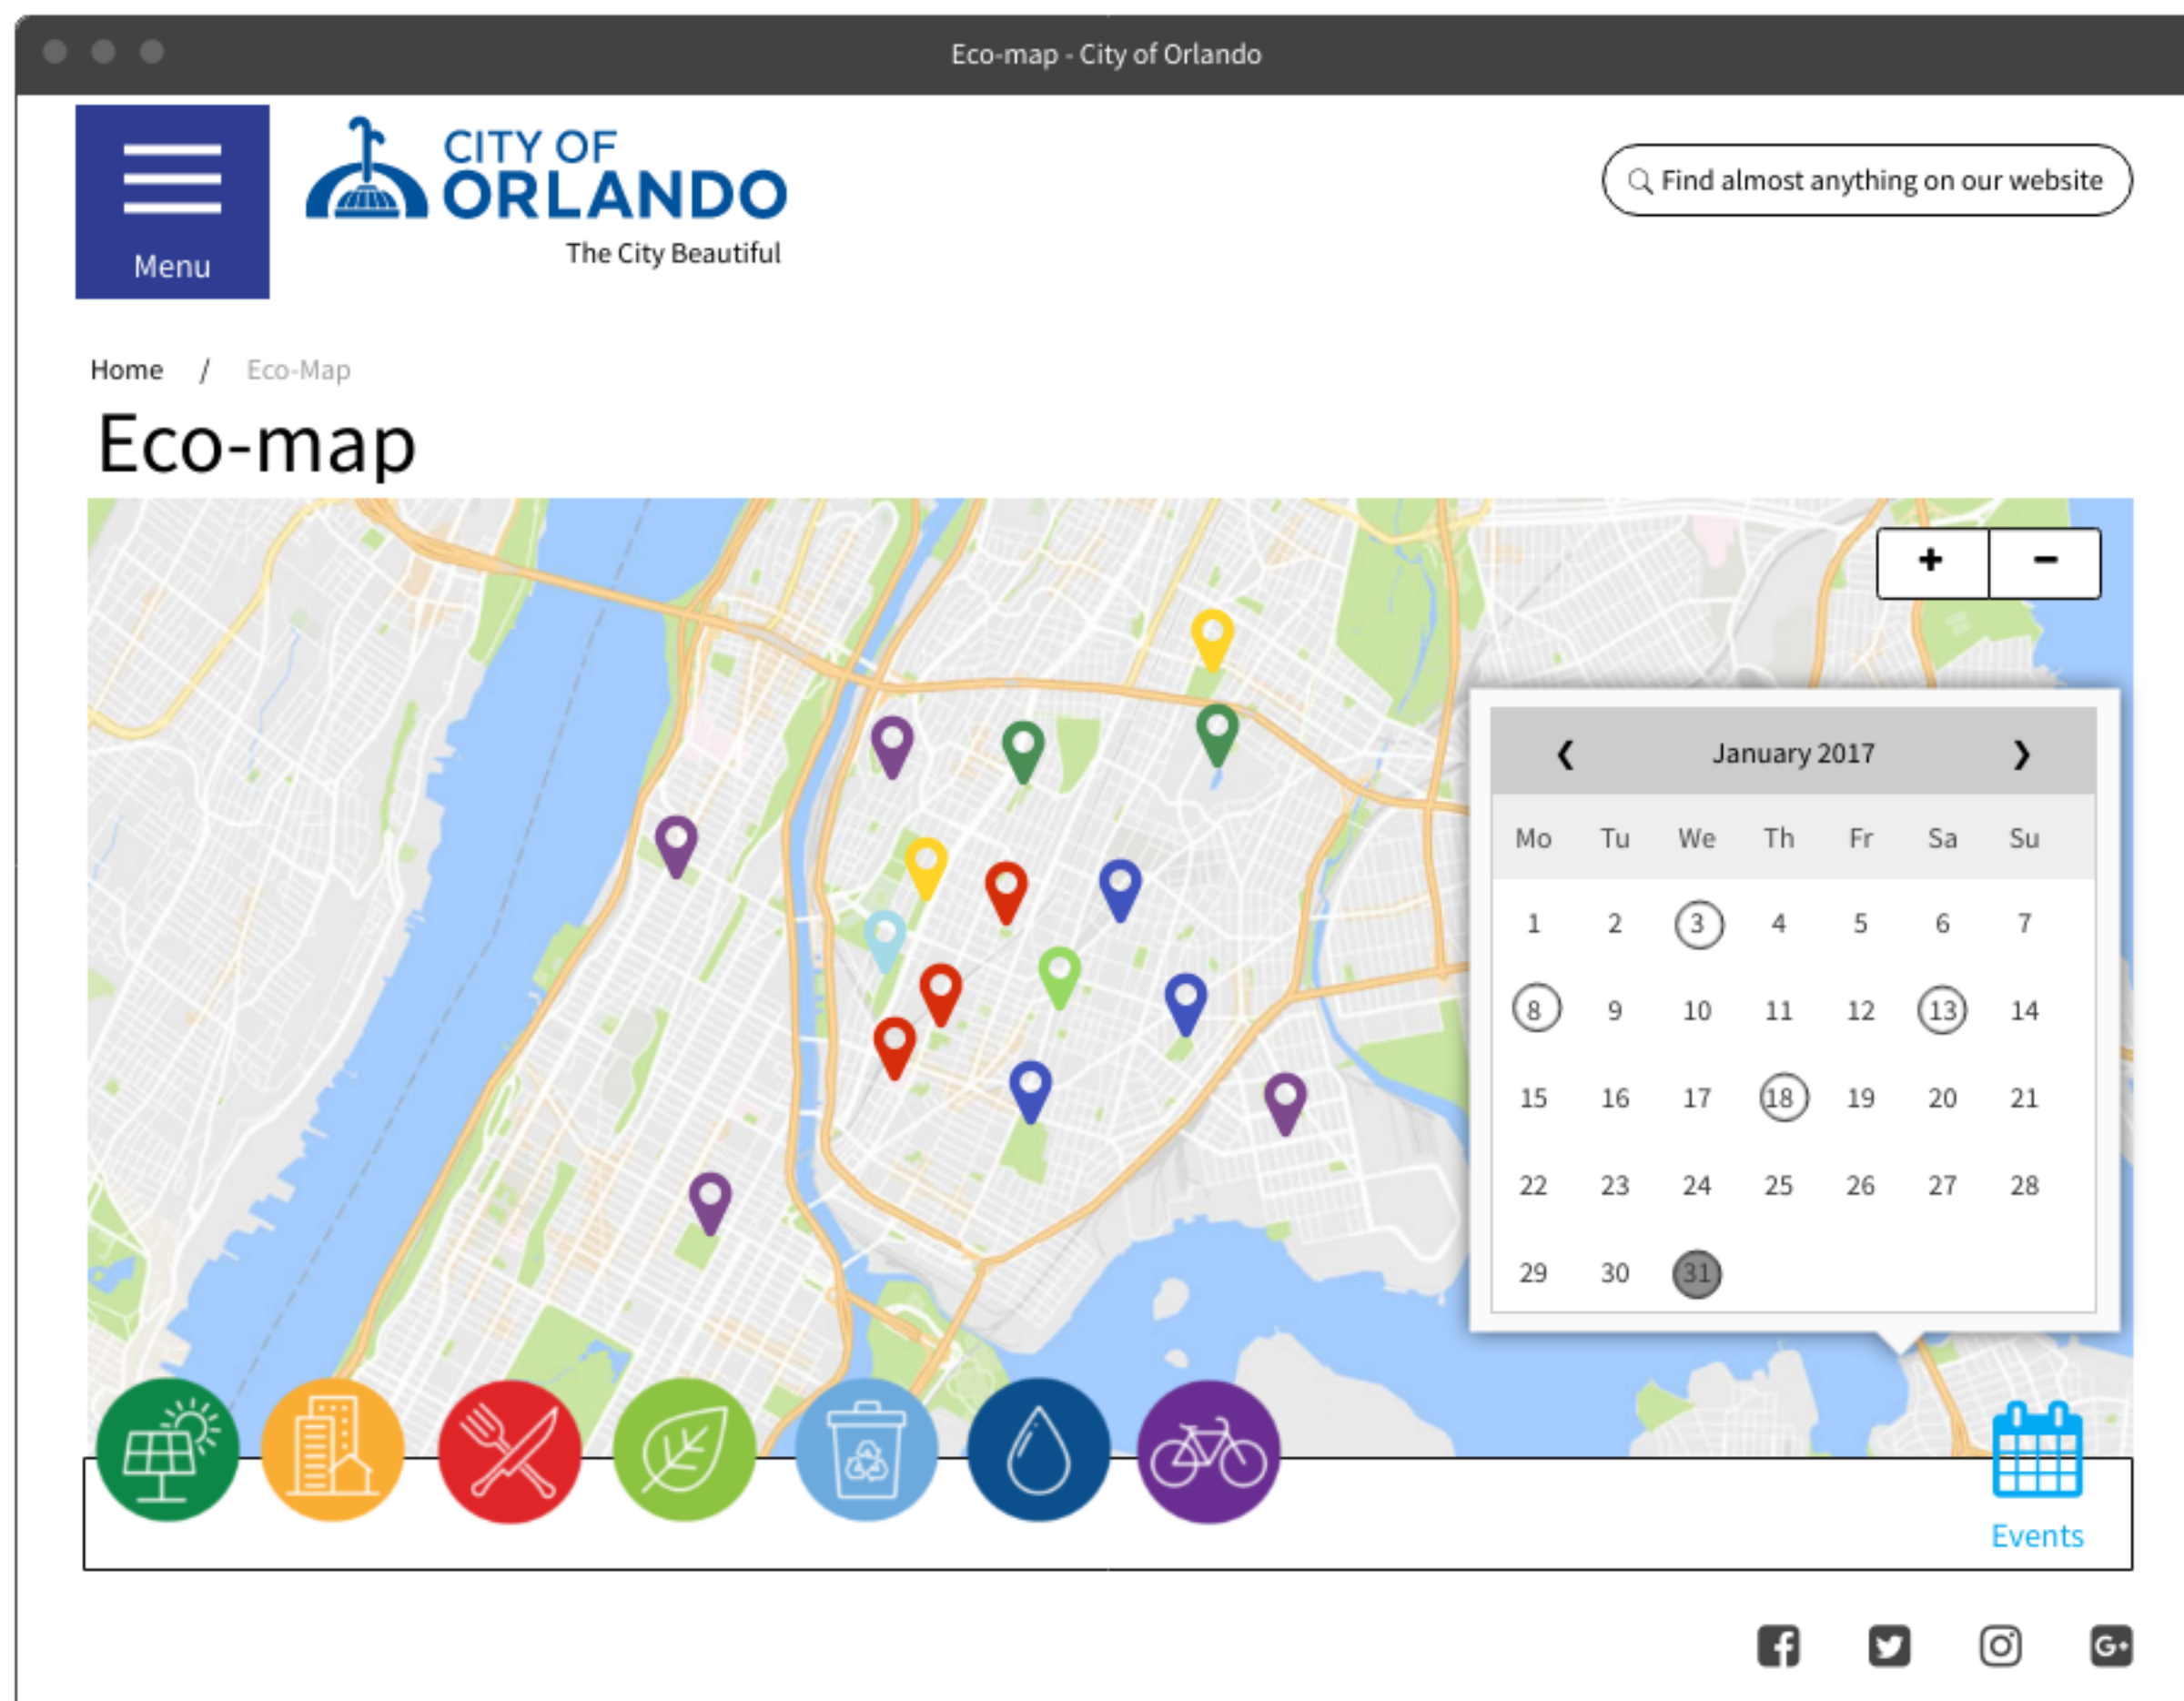 Eco-map - City of Orlando
Menu
CITY OF
ORLANDO
The City Beautiful
Find almost anything on our website
Home / Eco-Map
Eco-map
+ −
❮ January 2017 ❯
Mo Tu We Th Fr Sa Su
1 2 3 4 5 6 7
8 9 10 11 12 13 14
15 16 17 18 19 20 21
22 23 24 25 26 27 28
29 30 31
Events
G+